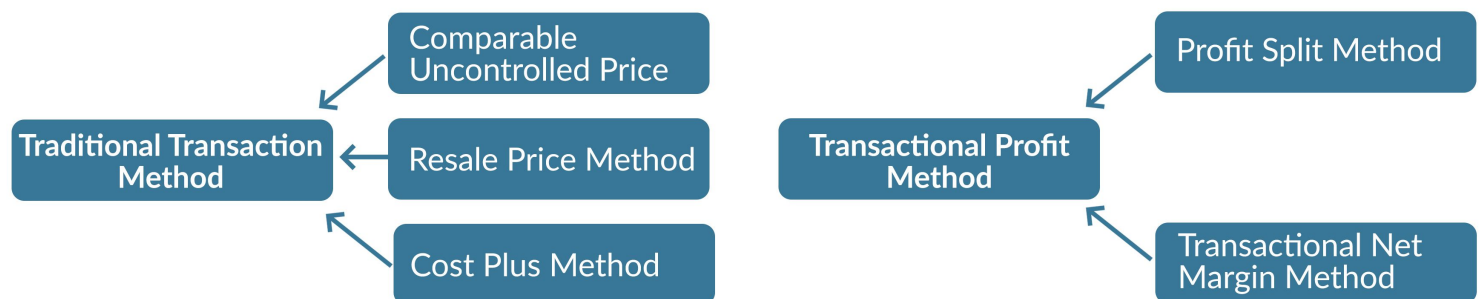 Comparable
Uncontrolled Price
Traditional Transaction
Method
Resale Price Method
Cost Plus Method
Profit Split Method
Transactional Profit
Method
Transactional Net
Margin Method